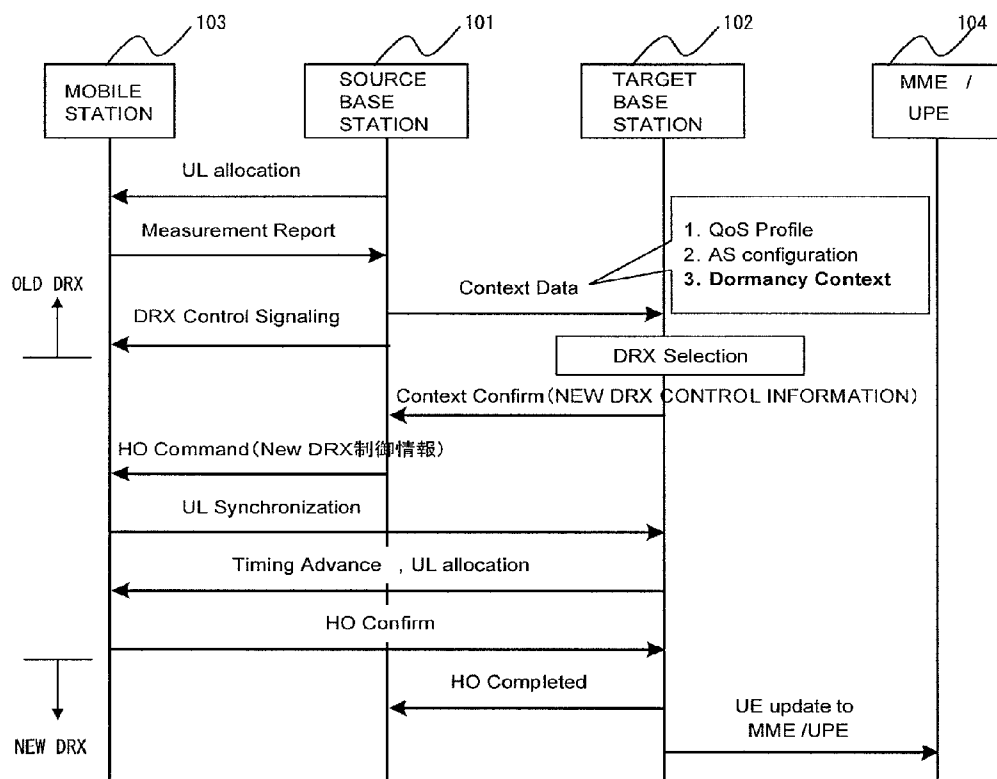 103
101
102
104
MOBILE
STATION
SOURCE
BASE
STATION
TARGET
BASE
STATION
MME /
UPE
UL allocation
Measurement Report
1. QoS Profile
2. AS configuration
3. Dormancy Context
OLD DRX
Context Data
DRX Control Signaling
DRX Selection
Context Confirm(NEW DRX CONTROL INFORMATION)
HO Command(New DRX制御情報)
UL Synchronization
Timing Advance , UL allocation
HO Confirm
HO Completed
NEW DRX
UE update to
MME /UPE